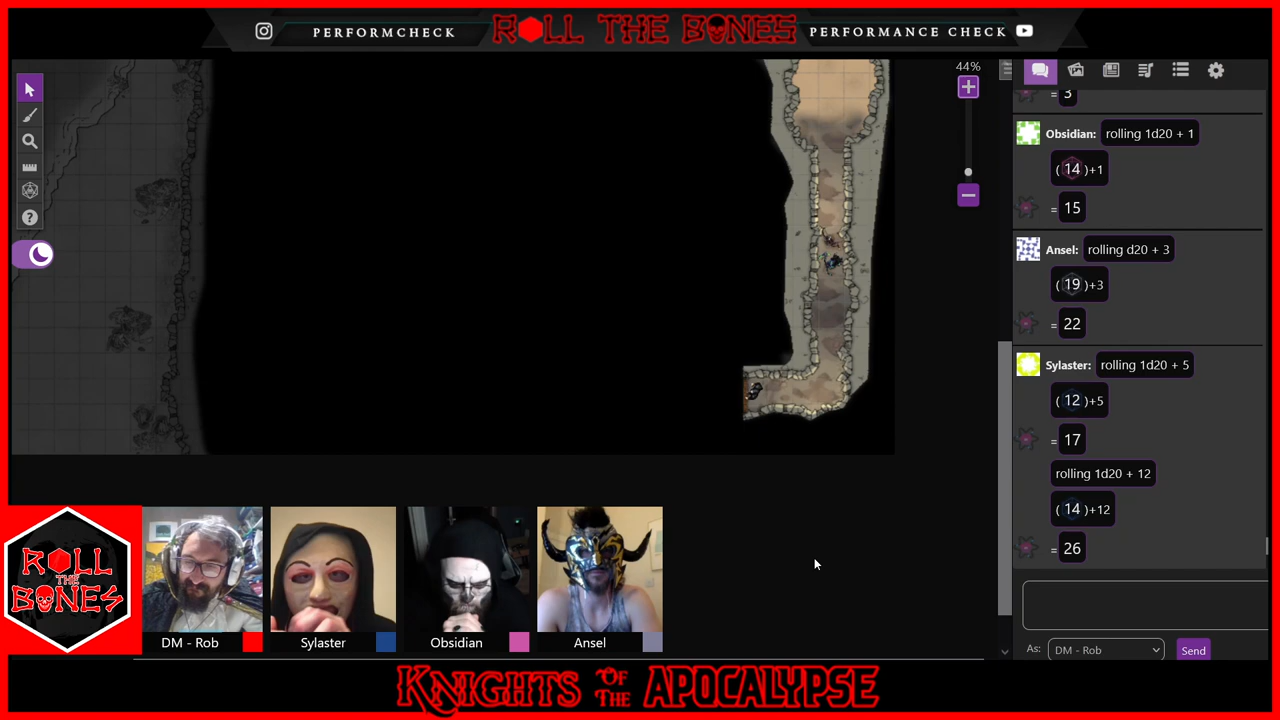 PERFORMCHECK
ROLL THE BONES
PERFORMANCE CHECK
44%
= 3
Obsidian: rolling 1d20 + 1
(14)+1
= 15
Ansel: rolling d20 + 3
(19)+3
= 22
Sylaster: rolling 1d20 + 5
(12)+5
= 17
rolling 1d20 + 12
(14)+12
= 26
As: DM - Rob Send
ROLL
THE
BONES
DM - Rob
Sylaster
Obsidian
Ansel
KNIGHTS OF THE APOCALYPSE